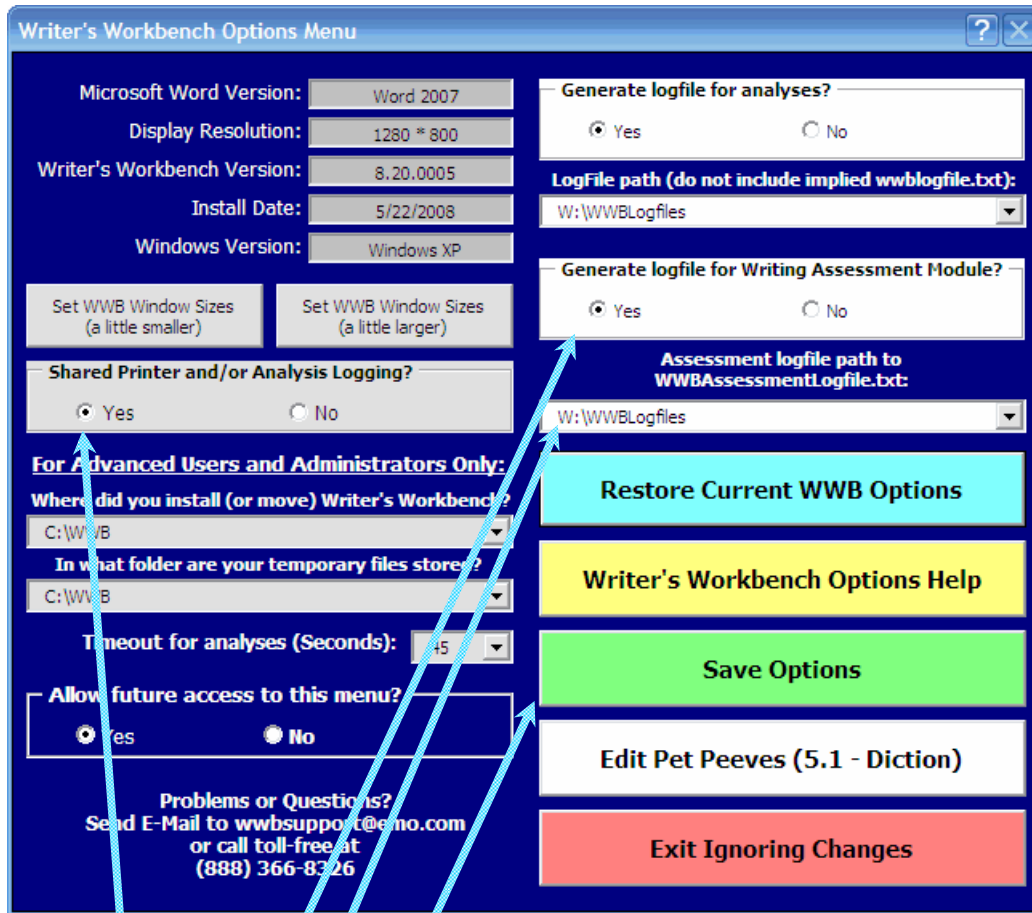 Writer's Workbench Options Menu
Microsoft Word Version: Word 2007
Display Resolution: 1280 * 800
Writer's Workbench Version: 8.20.0005
Install Date: 5/22/2008
Windows Version: Windows XP
Set WWB Window Sizes
(a little smaller)
Set WWB Window Sizes
(a little larger)
Shared Printer and/or Analysis Logging?
Yes No
For Advanced Users and Administrators Only:
Where did you install (or move) Writer's Workbench?
C:\WWB
In what folder are your temporary files stored?
C:\WWB
Timeout for analyses (Seconds): 45
Allow future access to this menu?
Yes No
Problems or Questions?
Send E-Mail to wwbsupport@emo.com
or call toll-free at
(888) 366-8326
Generate logfile for analyses?
Yes No
LogFile path (do not include implied wwblogfile.txt):
W:\WWBLogfiles
Generate logfile for Writing Assessment Module?
Yes No
Assessment logfile path to
WWBAssessmentLogfile.txt:
W:\WWBLogfiles
Restore Current WWB Options
Writer's Workbench Options Help
Save Options
Edit Pet Peeves (5.1 - Diction)
Exit Ignoring Changes